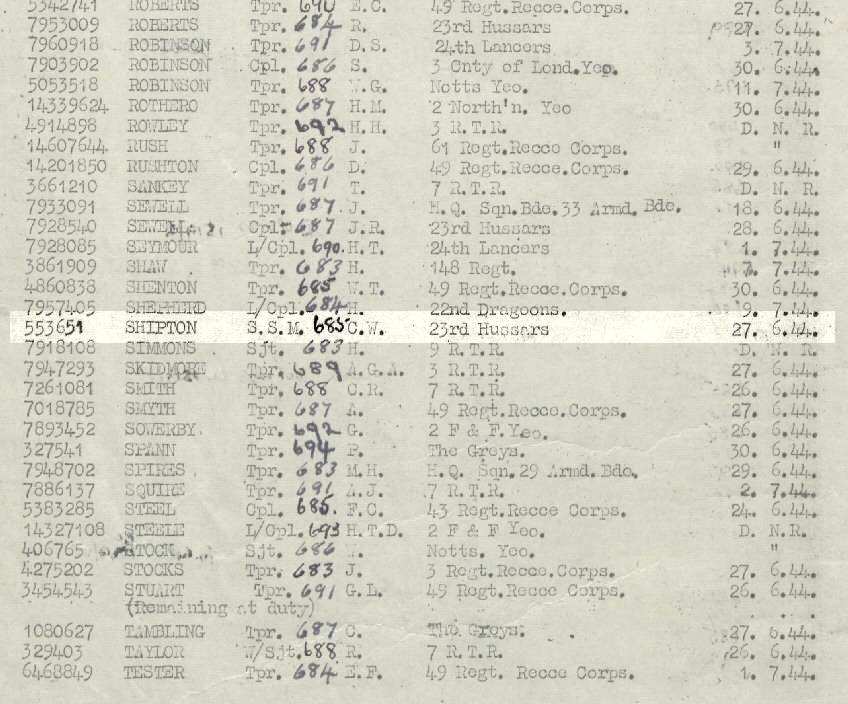 5342741 ROBERTS Tpr. 690 E.C. 49 Regt.Recce.Corps. 27. 6.44.
7953009 ROBERTS Tpr. 684 R. 23rd Hussars 27. 6.44.
7960918 ROBINSON Tpr. 691 D.S. 24th Lancers 3. 7.44.
7903902 ROBINSON Cpl. 686 S. 3 Cnty of Lond.Yeo. 30. 6.44.
5053518 ROBINSON Tpr. 688 W.G. Notts Yeo. 11. 7.44.
14339624 ROTHERO Tpr. 687 H.M. 2 North'n. Yeo 30. 6.44.
4914898 ROWLEY Tpr. 692 H.H. 3 R.T.R. D. N. R.
14607644 RUSH Tpr. 688 J. 61 Regt.Recce Corps. "
14201850 RUSHTON Cpl. 686 D. 49 Regt.Recce.Corps. 29. 6.44.
3661210 SANKEY Tpr. 691 T. 7 R.T.R. D. N. R.
7933091 SEWELL Tpr. 687 J. H.Q. Sqn.Bde.33 Armd. Bde. 18. 6.44.
7928540 SEWELL Cpl. 687 J.R. 23rd Hussars 28. 6.44.
7928085 SEYMOUR L/Cpl. 690. H.T. 24th Lancers 1. 7.44.
3861909 SHAW Tpr. 683 H. 148 Regt. 7. 7.44.
4860838 SHENTON Tpr. 685 W.T. 49 Regt.Recce.Corps. 30. 6.44.
7957405 SHEPHERD L/Cpl. 684 H. 22nd Dragoons. 9. 7.44.
553651 SHIPTON S.S.M. 685 C.W. 23rd Hussars 27. 6.44.
7918108 SIMMONS Sjt. 683 H. 9 R.T.R. D. N. R.
7947293 SKIDMORE Tpr. 689 A.G.A. 3 R.T.R. 27. 6.44.
7261081 SMITH Tpr. 688 C.R. 7 R.T.R. 26. 6.44.
7018785 SMYTH Tpr. 687 A. 49 Regt.Recce.Corps. 27. 6.44.
7893452 SOWERBY Tpr. 692 G. 2 F & F.Yeo. 26. 6.44.
327541 SPANN Tpr. 694 P. The Greys. 30. 6.44.
7948702 SPIRES Tpr. 683 M.H. H.Q. Sqn.29 Armd.Bde. 29. 6.44.
7886137 SQUIRE Tpr. 691 A.J. 7 R.T.R. 2. 7.44.
5383285 STEEL Cpl. 685. F.C. 43 Regt.Recce Corps. 24. 6.44.
14327108 STEELE L/Cpl. 693 H.T.D. 2 F & F Yeo. D. N.R.
406765 STOCK Sjt. 686 Notts. Yeo. "
4275202 STOCKS Tpr. 683 J. 3 Regt.Recce.Corps. 27. 6.44.
3454543 STUART Tpr. 691 G.L. 49 Regt.Recce Corps. 26. 6.44.
(Remaining at duty)
1080627 TAMBLING Tpr. 687 C. The Greys. 27. 6.44.
329403 TAYLOR W/Sjt. 688 R. 7 R.T.R. 26. 6.44.
6468849 TESTER Tpr. 684 E.F. 49 Regt. Recce Corps. 1. 7.44.